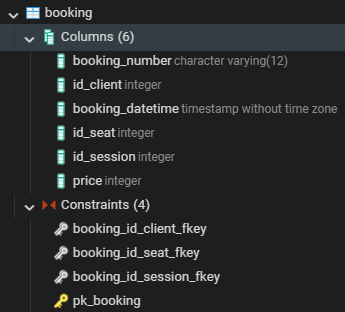 booking
Columns (6)
booking_number character varying(12)
id_client integer
booking_datetime timestamp without time zone
id_seat integer
id_session integer
price integer
Constraints (4)
booking_id_client_fkey
booking_id_seat_fkey
booking_id_session_fkey
pk_booking